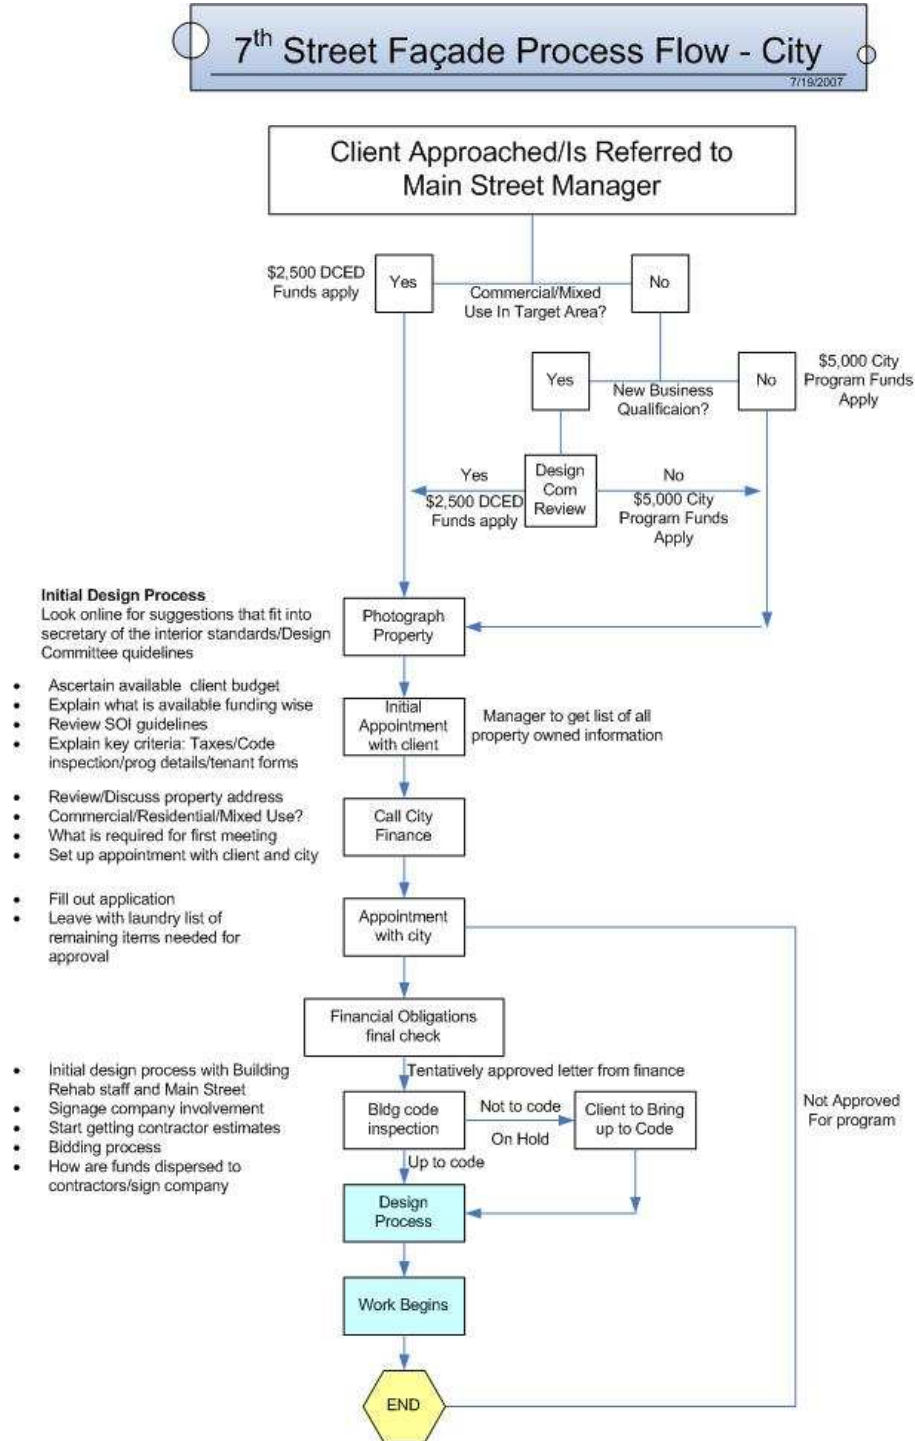 7th Street Façade Process Flow - City
7/19/2007
Client Approached/Is Referred to
Main Street Manager
$2,500 DCED
Funds apply
Yes
Commercial/Mixed
Use In Target Area?
No
Yes
New Business
Qualificaion?
No
$5,000 City
Program Funds
Apply
Yes
$2,500 DCED
Funds apply
Design
Com
Review
No
$5,000 City
Program Funds
Apply
Initial Design Process
Look online for suggestions that fit into
secretary of the interior standards/Design
Committee quidelines
Photograph
Property
• Ascertain available client budget
• Explain what is available funding wise
• Review SOI guidelines
• Explain key criteria: Taxes/Code
inspection/prog details/tenant forms
Initial
Appointment
with client
Manager to get list of all
property owned information
• Review/Discuss property address
• Commercial/Residential/Mixed Use?
• What is required for first meeting
• Set up appointment with client and city
Call City
Finance
• Fill out application
• Leave with laundry list of
remaining items needed for
approval
Appointment
with city
Financial Obligations
final check
Tentatively approved letter from finance
• Initial design process with Building
Rehab staff and Main Street
• Signage company involvement
• Start getting contractor estimates
• Bidding process
• How are funds dispersed to
contractors/sign company
Bldg code
inspection
Not to code
On Hold
Client to Bring
up to Code
Not Approved
For program
Up to code
Design
Process
Work Begins
END